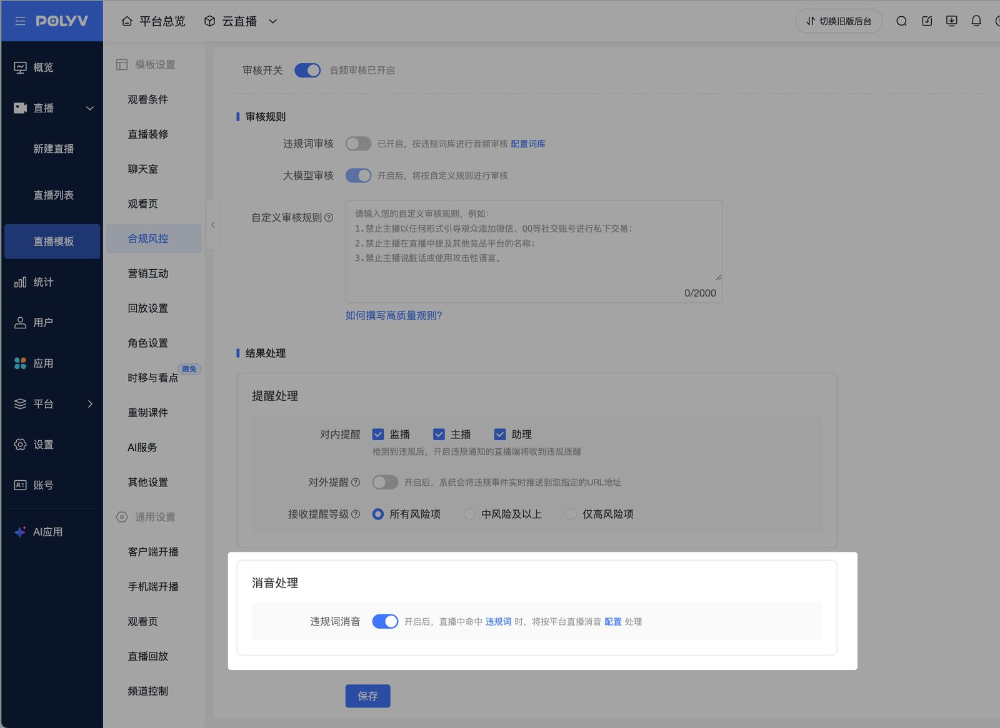 POLYV
平台总览
云直播
切换旧版后台
概览
直播
新建直播
直播列表
直播模板
统计
用户
应用
平台
设置
账号
AI应用
模板设置
观看条件
直播装修
聊天室
观看页
合规风控
营销互动
回放设置
角色设置
时移与看点 限免
重制课件
AI服务
其他设置
通用设置
客户端开播
手机端开播
观看页
直播回放
频道控制
审核开关 音频审核已开启
审核规则
违规词审核 已开启，按违规词库进行音频审核 配置词库
大模型审核 开启后，将按自定义规则进行审核
自定义审核规则
请输入您的自定义审核规则，例如：
1.禁止主播以任何形式引导观众添加微信、QQ等社交账号进行私下交易；
2.禁止主播在直播中提及其他竞品平台的名称；
3.禁止主播说脏话或使用攻击性语言。
0/2000
如何撰写高质量规则?
结果处理
提醒处理
对内提醒 监播 主播 助理
检测到违规后，开启违规通知的直播端将收到违规提醒
对外提醒 开启后，系统会将违规事件实时推送到您指定的URL地址
接收提醒等级 所有风险项 中风险及以上 仅高风险项
消音处理
违规词消音 开启后，直播中命中 违规词 时，将按平台直播消音 配置 处理
保存